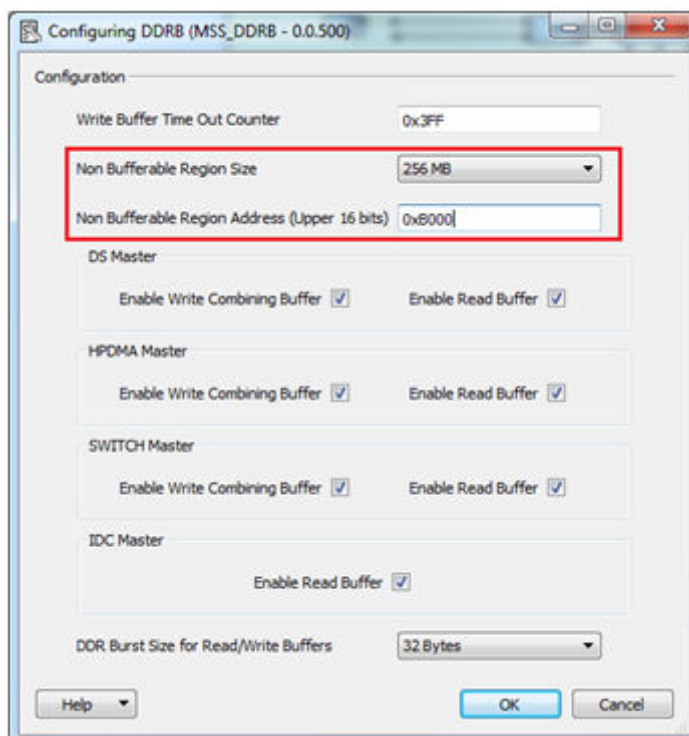 Configuring DDRB (MSS_DDRB - 0.0.500)
Configuration
Write Buffer Time Out Counter 0x3FF
Non Bufferable Region Size 256 MB
Non Bufferable Region Address (Upper 16 bits) 0xB000
DS Master
Enable Write Combining Buffer Enable Read Buffer
HPDMA Master
Enable Write Combining Buffer Enable Read Buffer
SWITCH Master
Enable Write Combining Buffer Enable Read Buffer
IDC Master
Enable Read Buffer
DDR Burst Size for Read/Write Buffers 32 Bytes
Help OK Cancel